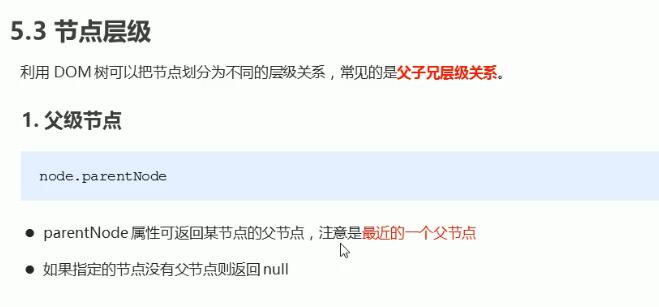 5.3 节点层级
利用 DOM 树可以把节点划分为不同的层级关系，常见的是父子兄层级关系。
1. 父级节点
node.parentNode
● parentNode 属性可返回某节点的父节点，注意是最近的一个父节点
● 如果指定的节点没有父节点则返回 null